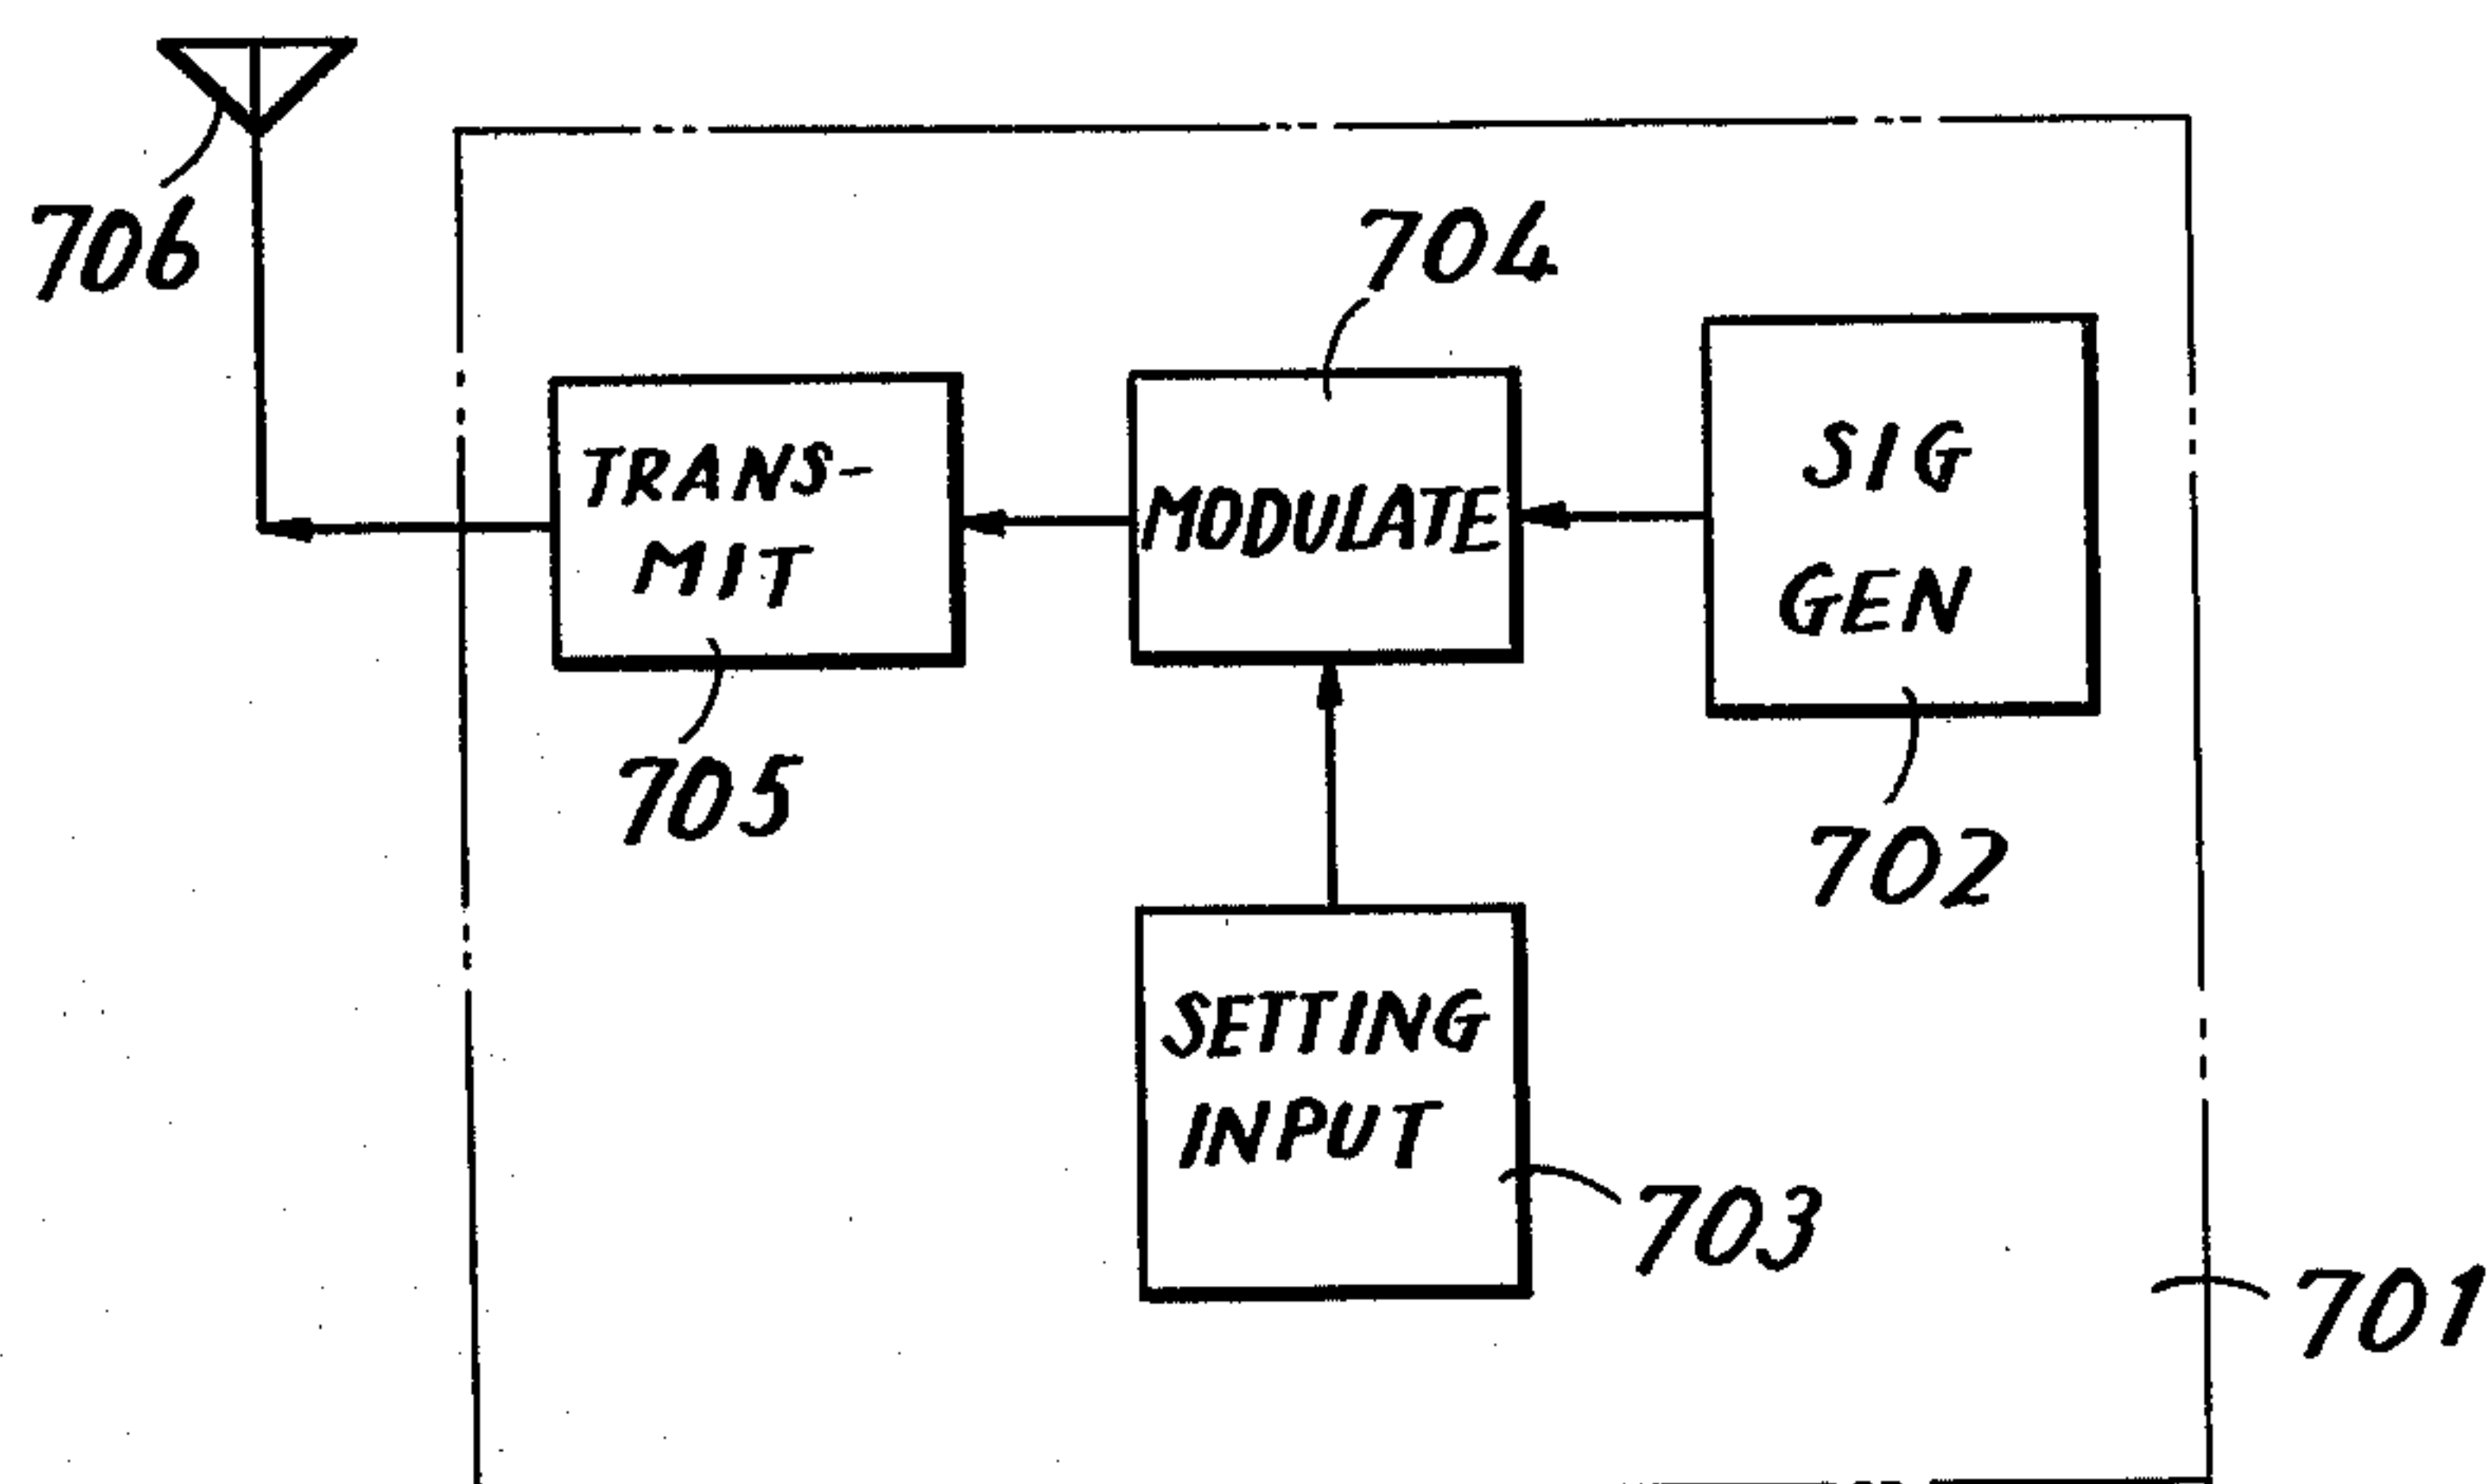 706
704
TRANS-
MIT
MODULATE
SIG
GEN
705
702
SETTING
INPUT
703
701